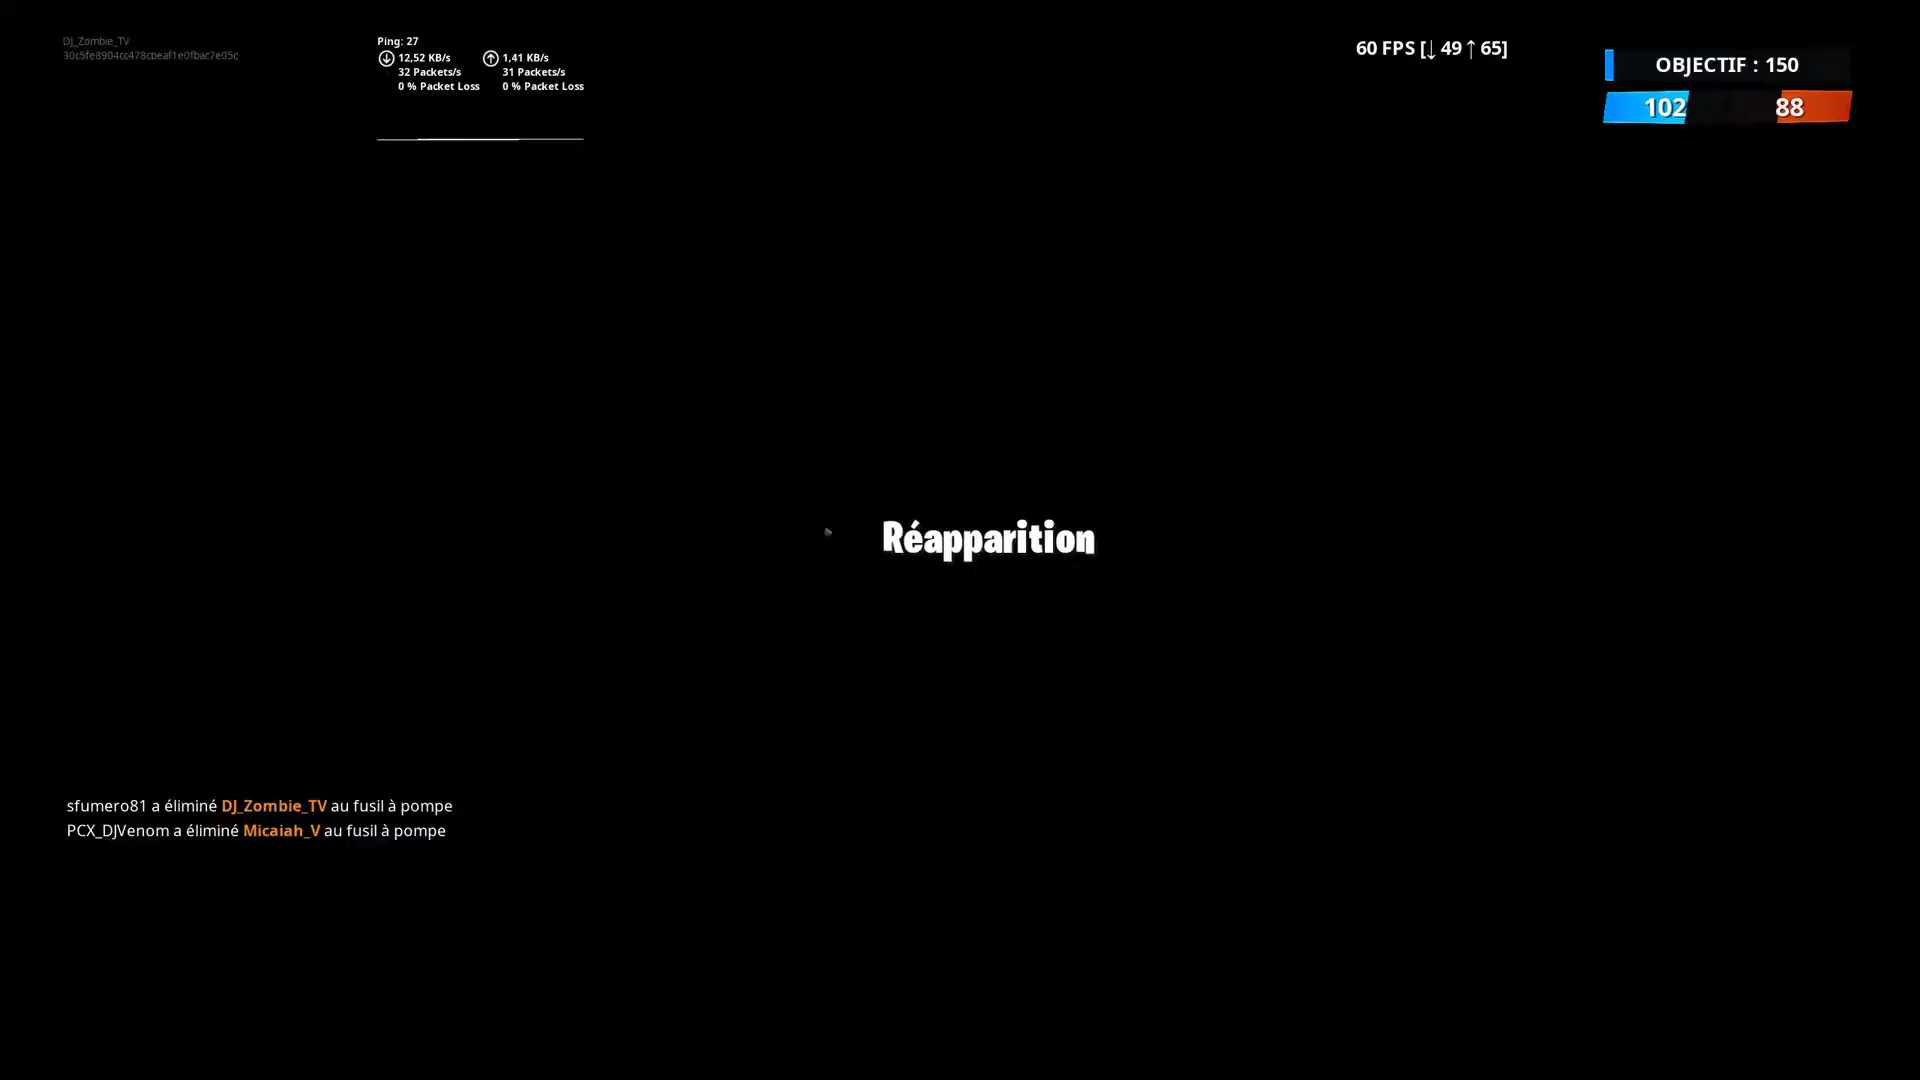 DJ_Zombie_TV
30c5fe8904cc478cbeaf1e0fbac7e05c
Ping: 27
12,52 KB/s 1,41 KB/s
32 Packets/s 31 Packets/s
0 % Packet Loss 0 % Packet Loss
60 FPS [↓ 49 ↑ 65]
OBJECTIF : 150
102 88
Réapparition
sfumero81 a éliminé DJ_Zombie_TV au fusil à pompe
PCX_DJVenom a éliminé Micaiah_V au fusil à pompe